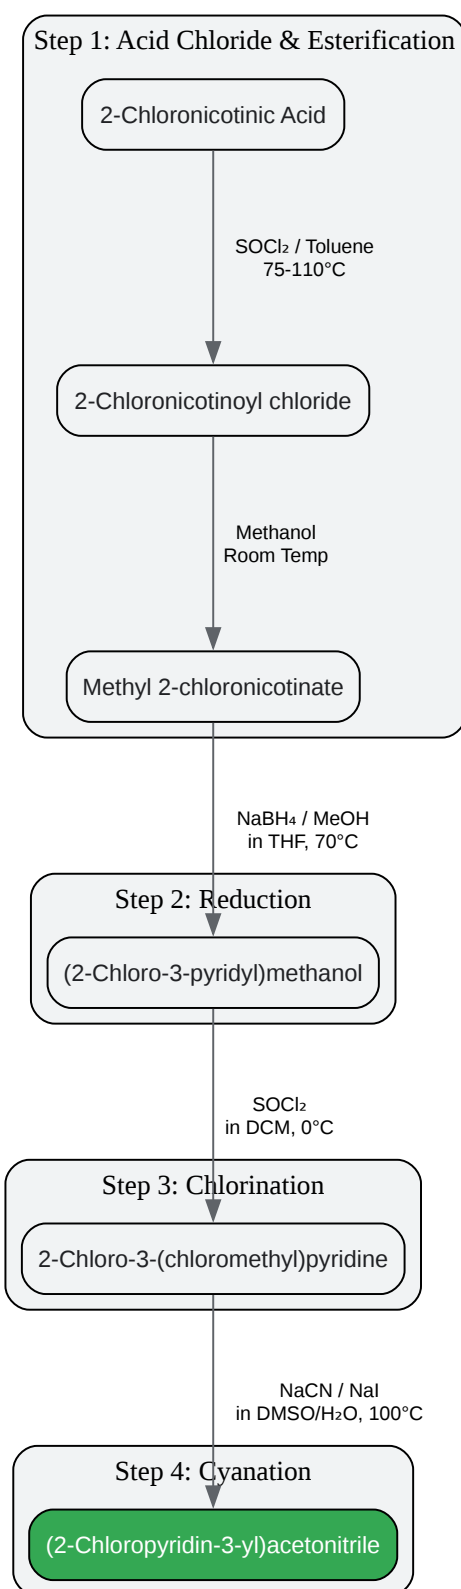 Step 1: Acid Chloride & Esterification
2-Chloronicotinic Acid
SOCl₂ / Toluene
75-110°C
2-Chloronicotinoyl chloride
Methanol
Room Temp
Methyl 2-chloronicotinate
NaBH₄ / MeOH
in THF, 70°C
Step 2: Reduction
(2-Chloro-3-pyridyl)methanol
SOCl₂
in DCM, 0°C
Step 3: Chlorination
2-Chloro-3-(chloromethyl)pyridine
NaCN / NaI
in DMSO/H₂O, 100°C
Step 4: Cyanation
(2-Chloropyridin-3-yl)acetonitrile